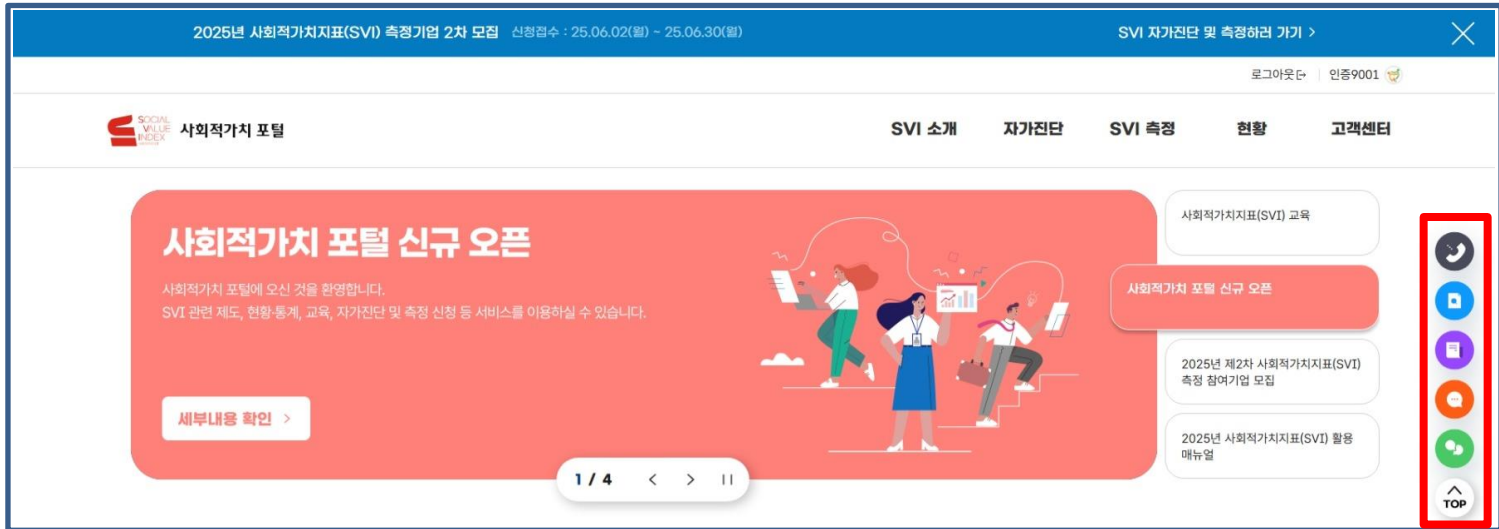 2025년 사회적가치지표(SVI) 측정기업 2차 모집 신청접수 : 25.06.02(월) ~ 25.06.30(월)
SVI 자가진단 및 측정하러 가기 >
로그아웃
인증9001
SOCIAL
VALUE
INDEX
사회적가치 포털
SVI 소개
자가진단
SVI 측정
현황
고객센터
사회적가치 포털 신규 오픈
사회적가치 포털에 오신 것을 환영합니다.
SVI 관련 제도, 현황·통계, 교육, 자가진단 및 측정 신청 등 서비스를 이용하실 수 있습니다.
세부내용 확인 >
1 / 4
사회적가치지표(SVI) 교육
사회적가치 포털 신규 오픈
2025년 제2차 사회적가치지표(SVI)
측정 참여기업 모집
2025년 사회적가치지표(SVI) 활용
매뉴얼
TOP